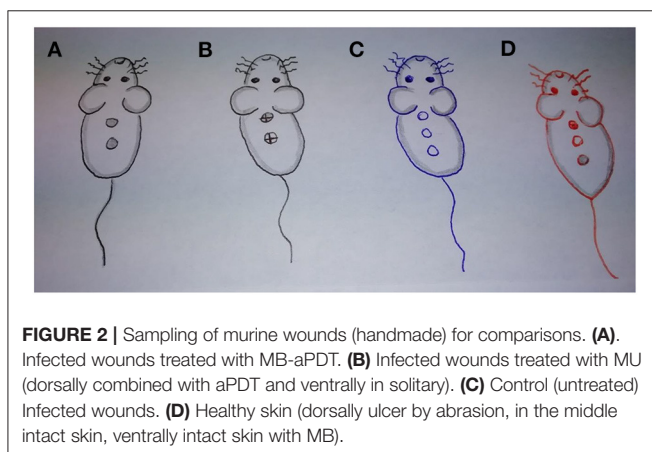 A B C D
FIGURE 2 | Sampling of murine wounds (handmade) for comparisons. (A).
Infected wounds treated with MB-aPDT. (B) Infected wounds treated with MU
(dorsally combined with aPDT and ventrally in solitary). (C) Control (untreated)
Infected wounds. (D) Healthy skin (dorsally ulcer by abrasion, in the middle
intact skin, ventrally intact skin with MB).